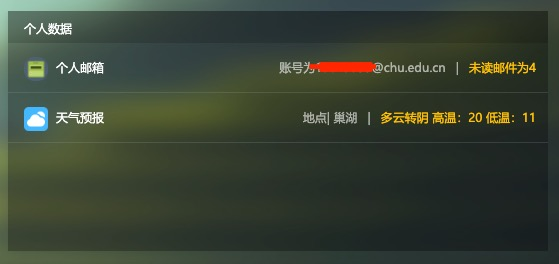 个人数据
个人邮箱 账号为@chu.edu.cn | 未读邮件为4
天气预报 地点| 巢湖 | 多云转阴 高温：20 低温：11